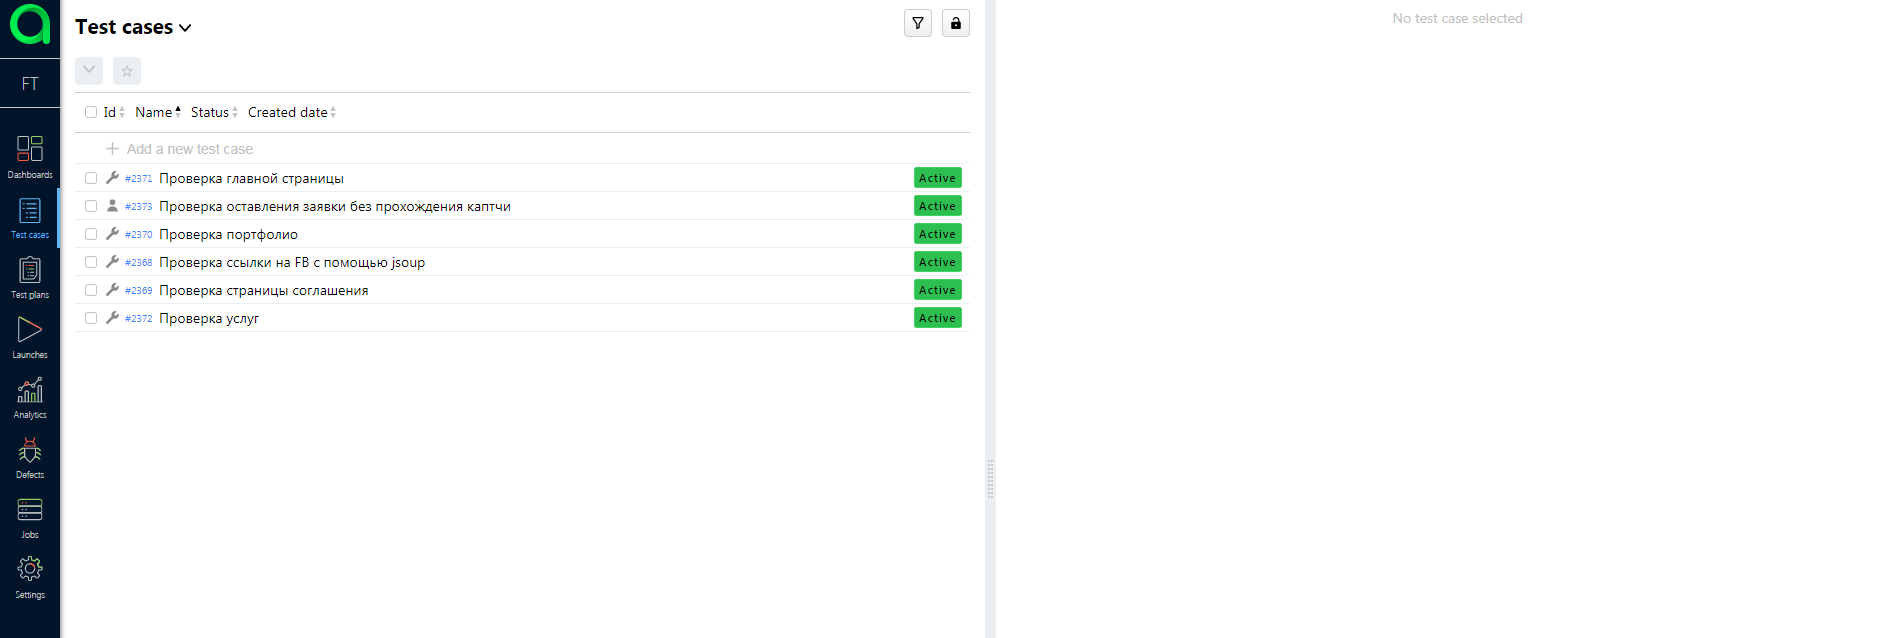 Test cases
No test case selected
FT
Id Name Status Created date
Add a new test case
#2371 Проверка главной страницы Active
#2373 Проверка оставления заявки без прохождения каптчи Active
#2370 Проверка портфолио Active
#2368 Проверка ссылки на FB с помощью jsoup Active
#2369 Проверка страницы соглашения Active
#2372 Проверка услуг Active
Dashboards
Test cases
Test plans
Launches
Analytics
Defects
Jobs
Settings